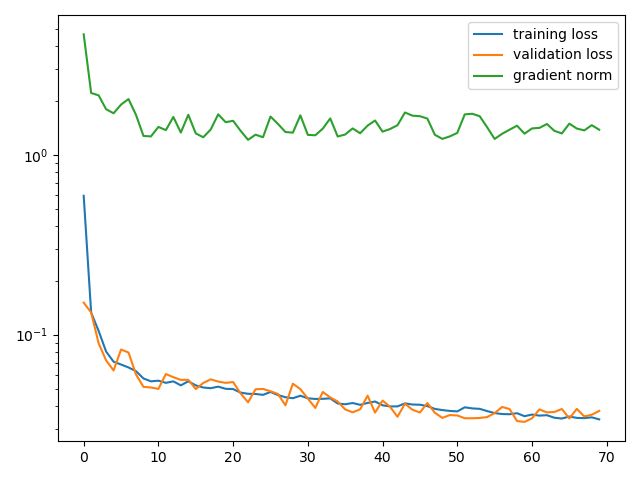 training loss
validation loss
gradient norm
10⁰
10⁻¹
0 10 20 30 40 50 60 70